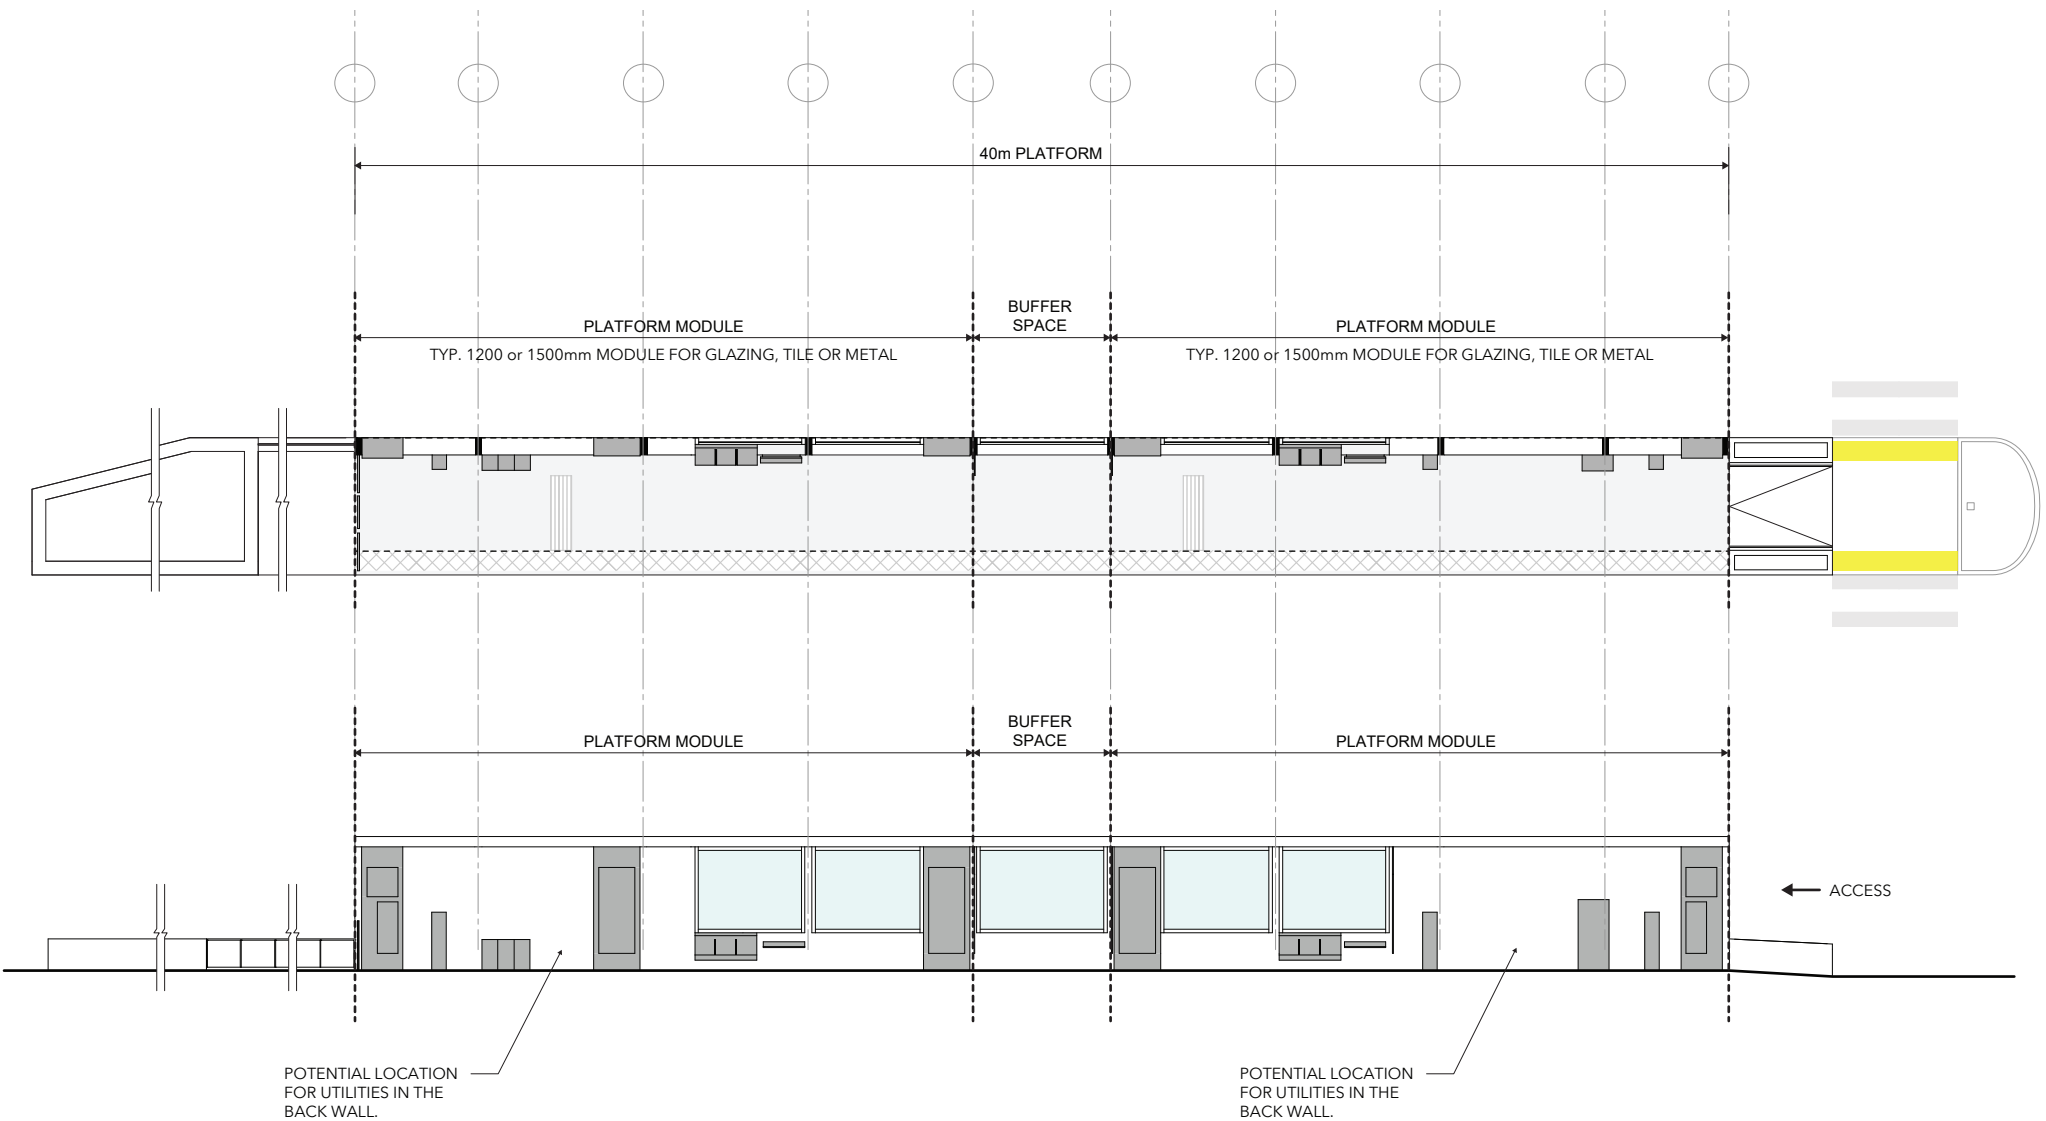 40m PLATFORM
BUFFER
SPACE
PLATFORM MODULE
PLATFORM MODULE
TYP. 1200 or 1500mm MODULE FOR GLAZING, TILE OR METAL
TYP. 1200 or 1500mm MODULE FOR GLAZING, TILE OR METAL
BUFFER
SPACE
PLATFORM MODULE
PLATFORM MODULE
ACCESS
POTENTIAL LOCATION
FOR UTILITIES IN THE
BACK WALL.
POTENTIAL LOCATION
FOR UTILITIES IN THE
BACK WALL.